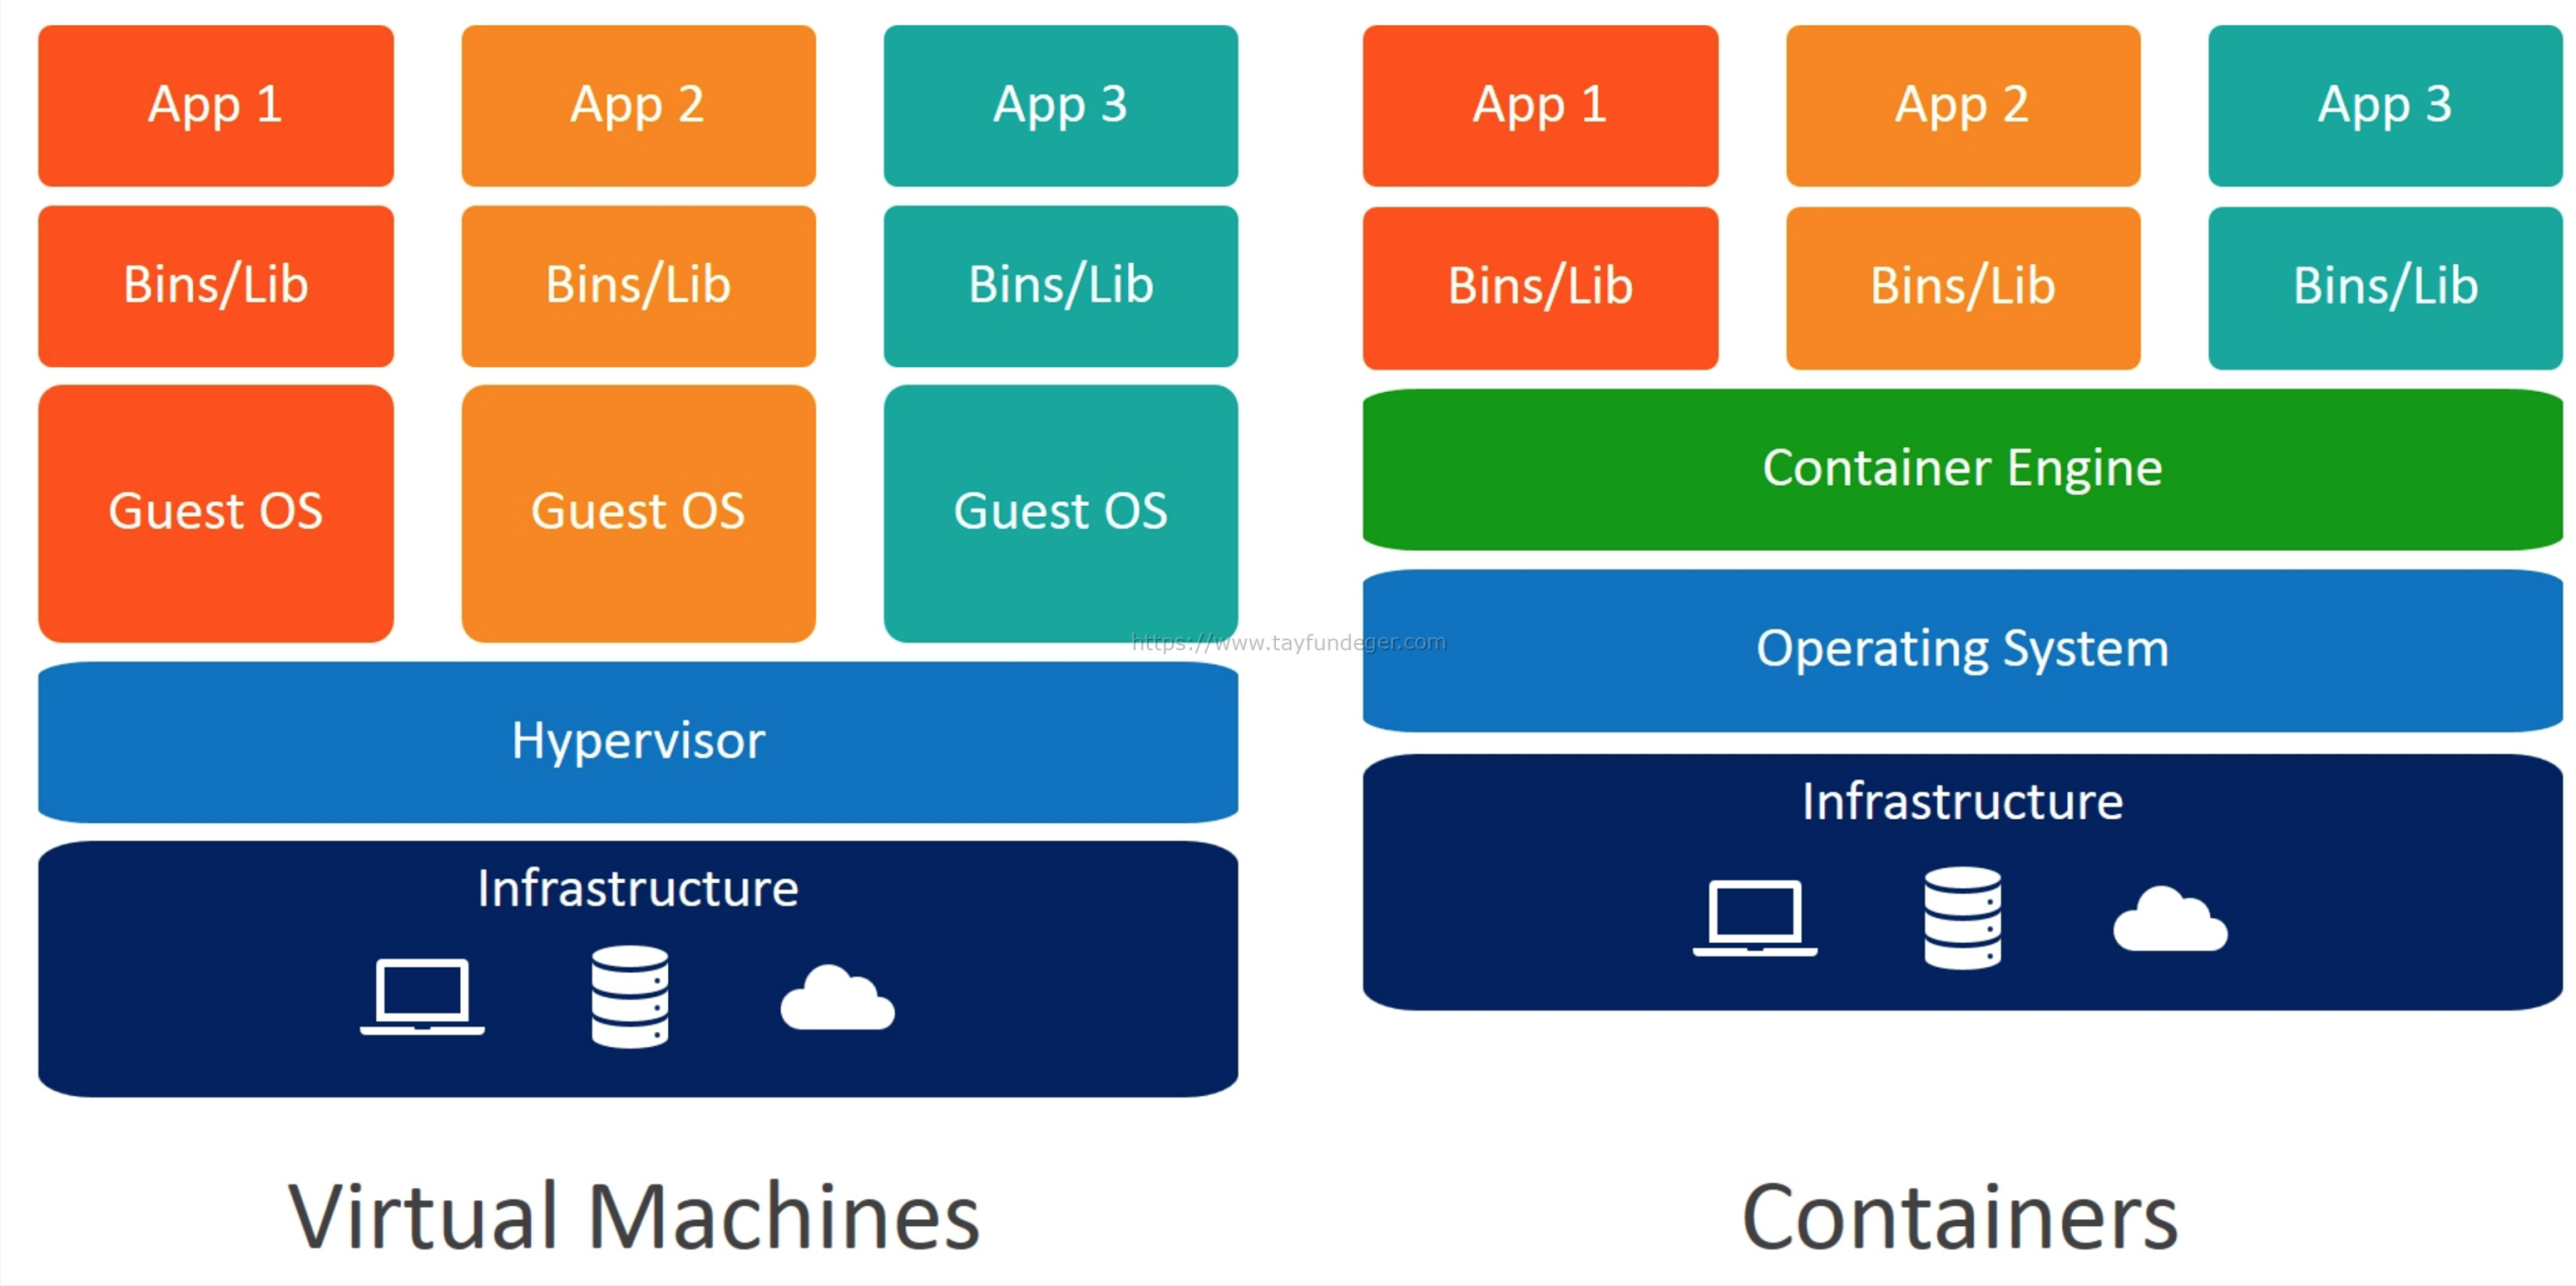 App 1
App 2
App 3
Bins/Lib
Bins/Lib
Bins/Lib
Guest OS
Guest OS
Guest OS
Hypervisor
Infrastructure
Virtual Machines
App 1
App 2
App 3
Bins/Lib
Bins/Lib
Bins/Lib
Container Engine
Operating System
Infrastructure
Containers
https://www.tayfundeger.com